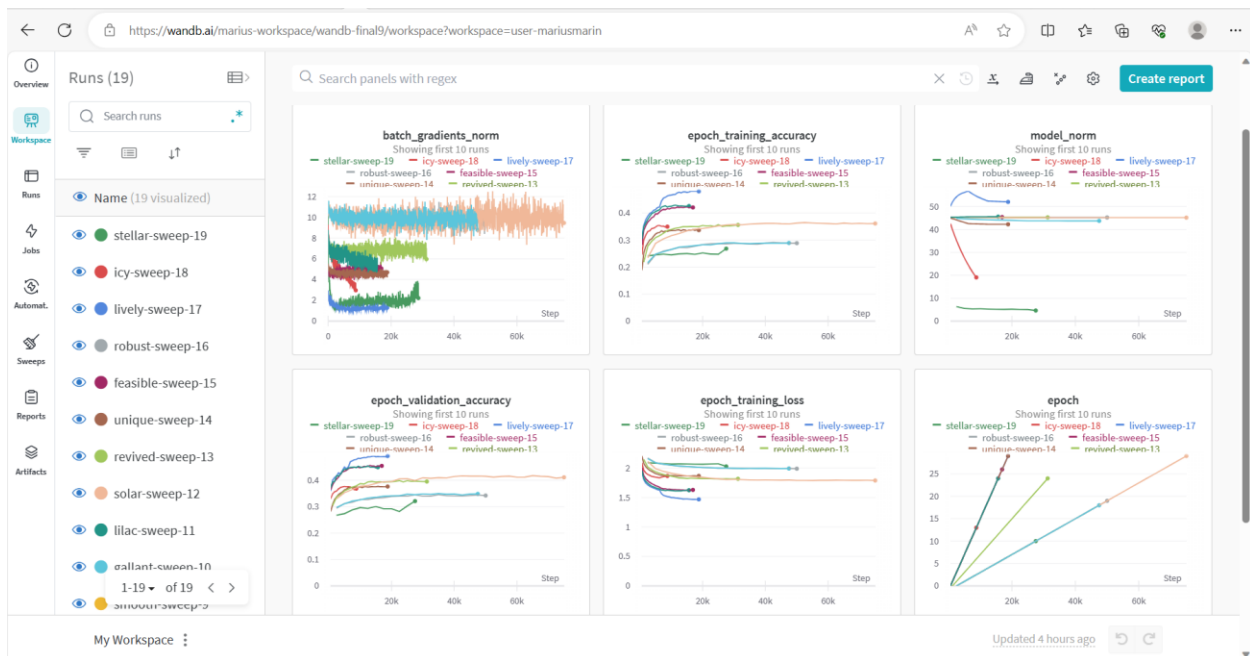 https://wandb.ai/marius-workspace/wandb-final9/workspace?workspace=user-mariusmarin
Overview
Workspace
Runs
Jobs
Automat.
Sweeps
Reports
Artifacts
Runs (19)
Search runs
.*
Name (19 visualized)
stellar-sweep-19
icy-sweep-18
lively-sweep-17
robust-sweep-16
feasible-sweep-15
unique-sweep-14
revived-sweep-13
solar-sweep-12
lilac-sweep-11
gallant-sweep-10
smooth-sweep-9
1-19 of 19
Search panels with regex
Create report
batch_gradients_norm
Showing first 10 runs
stellar-sweep-19 icy-sweep-18 lively-sweep-17
robust-sweep-16 feasible-sweep-15
unique-sweep-14 revived-sweep-13
12
10
8
6
4
2
0
Step
0 20k 40k 60k
epoch_training_accuracy
Showing first 10 runs
stellar-sweep-19 icy-sweep-18 lively-sweep-17
robust-sweep-16 feasible-sweep-15
unique-sweep-14 revived-sweep-13
0.4
0.3
0.2
0.1
0
Step
20k 40k 60k
model_norm
Showing first 10 runs
stellar-sweep-19 icy-sweep-18 lively-sweep-17
robust-sweep-16 feasible-sweep-15
unique-sweep-14 revived-sweep-13
50
40
30
20
10
0
Step
20k 40k 60k
epoch_validation_accuracy
Showing first 10 runs
stellar-sweep-19 icy-sweep-18 lively-sweep-17
robust-sweep-16 feasible-sweep-15
unique-sweep-14 revived-sweep-13
0.4
0.3
0.2
0.1
0
Step
20k 40k 60k
epoch_training_loss
Showing first 10 runs
stellar-sweep-19 icy-sweep-18 lively-sweep-17
robust-sweep-16 feasible-sweep-15
unique-sweep-14 revived-sweep-13
2
1.5
1
0.5
0
Step
20k 40k 60k
epoch
Showing first 10 runs
stellar-sweep-19 icy-sweep-18 lively-sweep-17
robust-sweep-16 feasible-sweep-15
unique-sweep-14 revived-sweep-13
25
20
15
10
5
0
Step
20k 40k 60k
My Workspace
Updated 4 hours ago